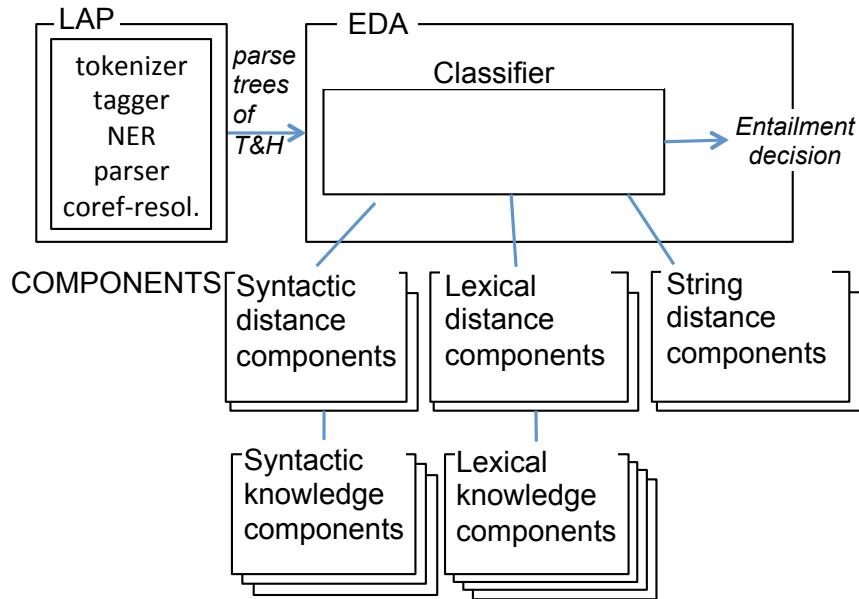 LAP
tokenizer
tagger
NER
parser
coref-resol.
parse
trees
of
T&H
EDA
Classifier
Entailment
decision
COMPONENTS
Syntactic
distance
components
Lexical
distance
components
String
distance
components
Syntactic
knowledge
components
Lexical
knowledge
components